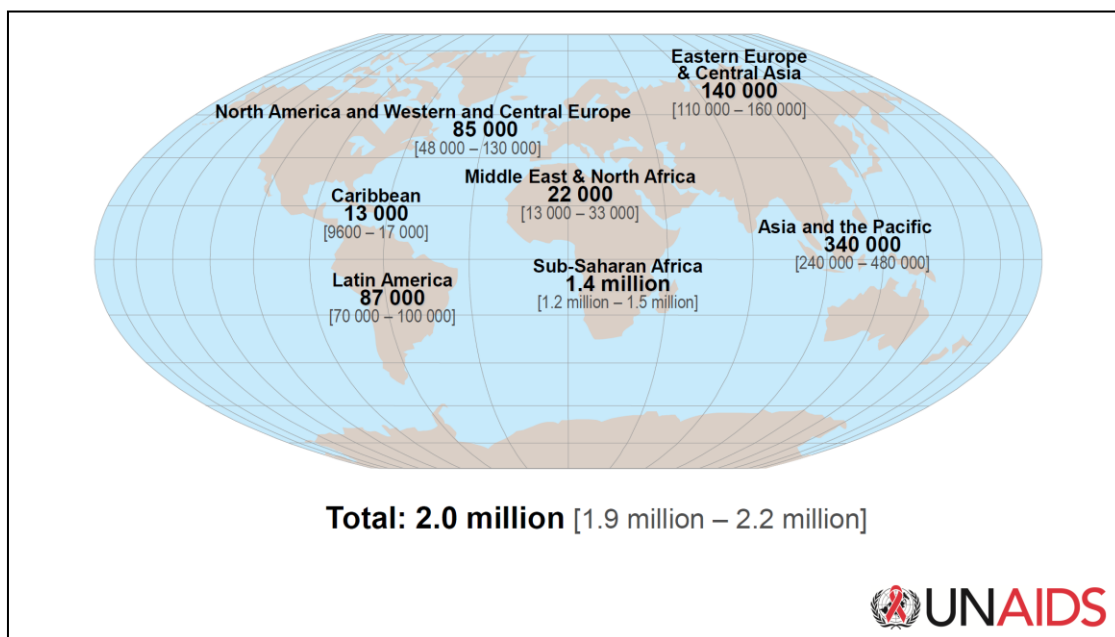 Eastern Europe
& Central Asia
140 000
[110 000 – 160 000]
North America and Western and Central Europe
85 000
[48 000 – 130 000]
Middle East & North Africa
22 000
[13 000 – 33 000]
Caribbean
13 000
[9600 – 17 000]
Asia and the Pacific
340 000
[240 000 – 480 000]
Sub-Saharan Africa
1.4 million
[1.2 million – 1.5 million]
Latin America
87 000
[70 000 – 100 000]
Total: 2.0 million [1.9 million – 2.2 million]
UNAIDS